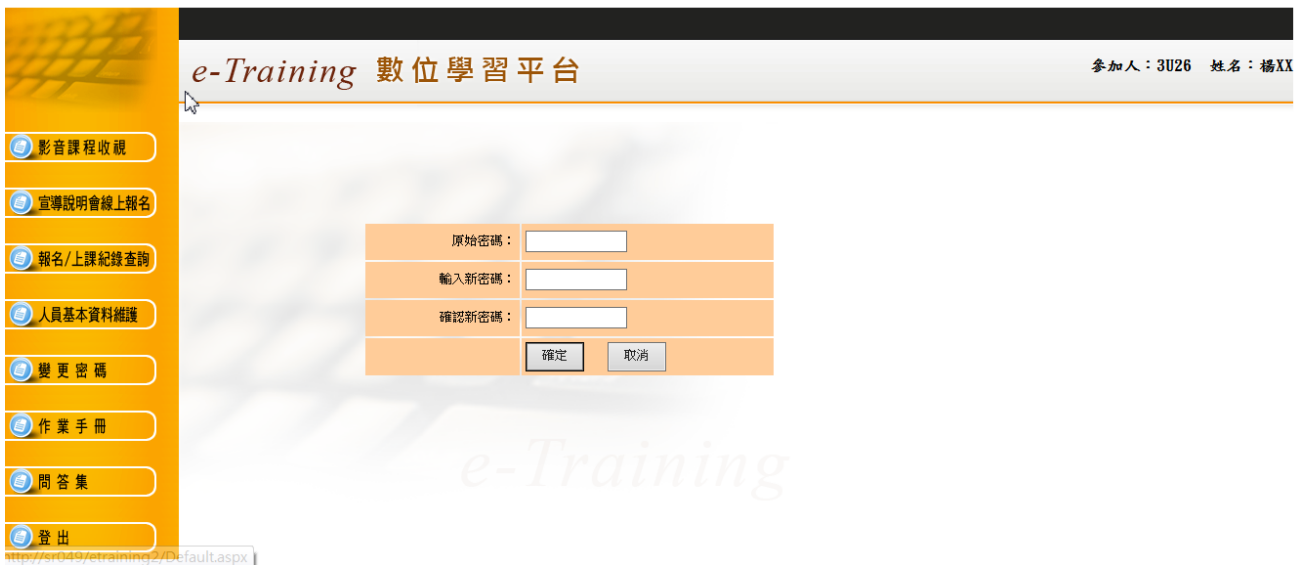 e-Training 數位學習平台
參加人：3U26 姓名：楊XX
影音課程收視
宣導說明會線上報名
報名/上課紀錄查詢
人員基本資料維護
變更密碼
作業手冊
問答集
登出
原始密碼：
輸入新密碼：
確認新密碼：
確定 取消
e-Training
http://sr049/etraining2/Default.aspx